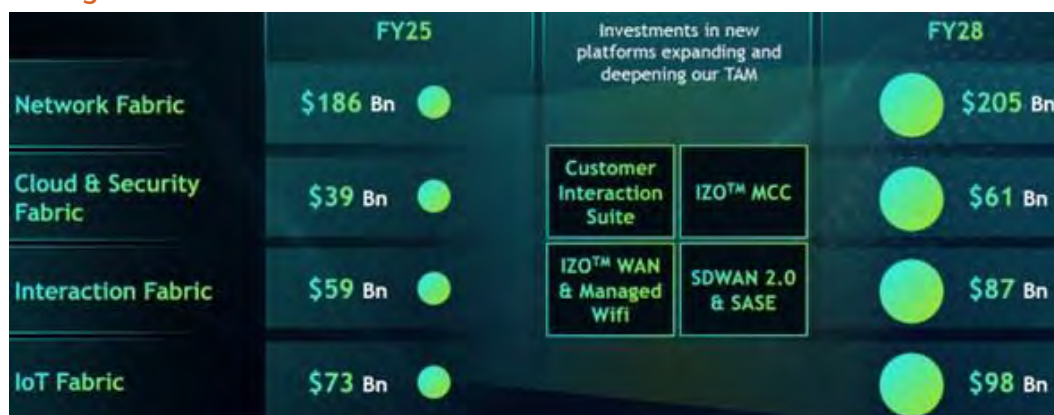 FY25
Investments in new
platforms expanding and
deepening our TAM
FY28
Network Fabric
$186 Bn
$205 Bn
Cloud & Security
Fabric
$39 Bn
Customer
Interaction
Suite
IZO™ MCC
$61 Bn
Interaction Fabric
$59 Bn
IZO™ WAN
& Managed
Wifi
SDWAN 2.0
& SASE
$87 Bn
IoT Fabric
$73 Bn
$98 Bn